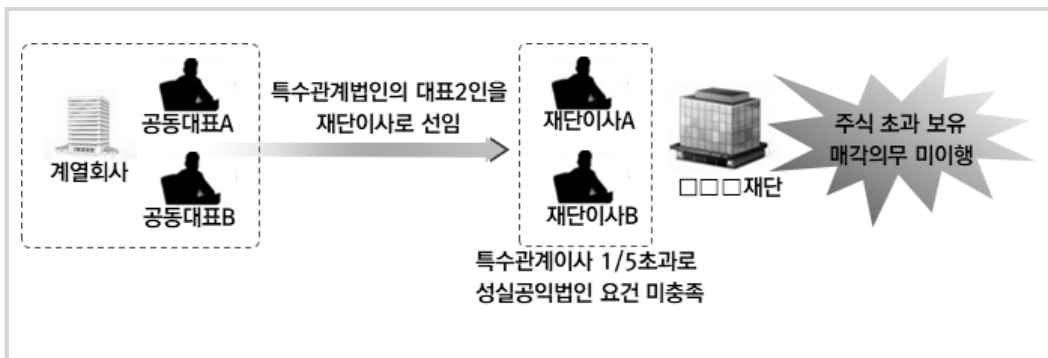 계열회사
공동대표A
공동대표B
특수관계법인의 대표2인을
재단이사로 선임
재단이사A
재단이사B
특수관계이사 1/5초과로
성실공익법인 요건 미충족
□□□재단
주식 초과 보유
매각의무 미이행